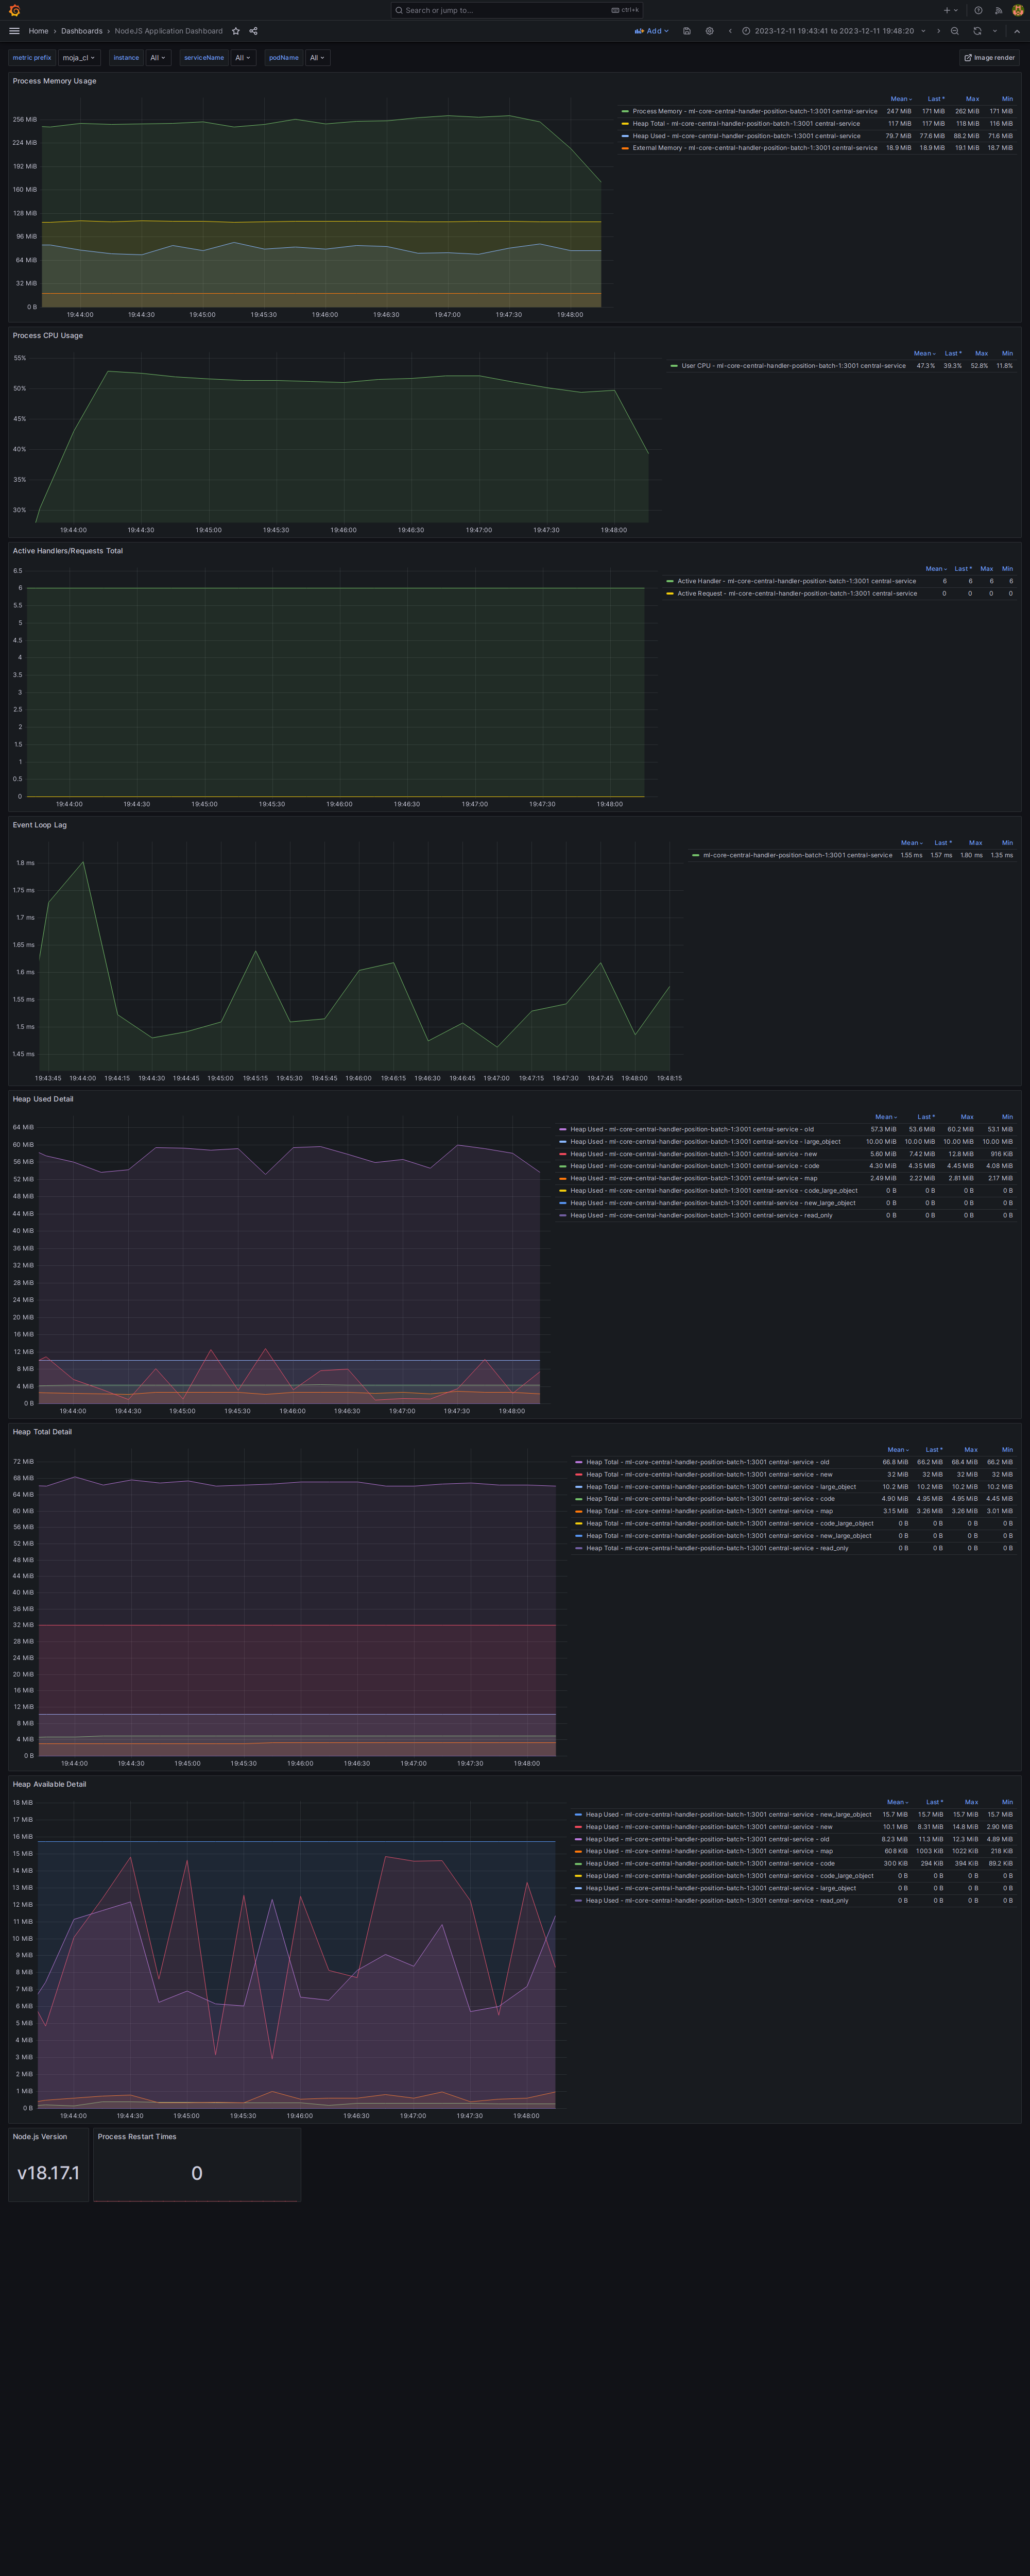 Search or jump to...
ctrl+k
Home › Dashboards › NodeJS Application Dashboard
Add
2023-12-11 19:43:41 to 2023-12-11 19:48:20
metric prefix moja_cl instance All serviceName All podName All
Image render
Process Memory Usage
Mean Last * Max Min
Process Memory - ml-core-central-handler-position-batch-1:3001 central-service 247 MiB 171 MiB 262 MiB 171 MiB
Heap Total - ml-core-central-handler-position-batch-1:3001 central-service 117 MiB 117 MiB 118 MiB 116 MiB
Heap Used - ml-core-central-handler-position-batch-1:3001 central-service 79.7 MiB 77.6 MiB 88.2 MiB 71.6 MiB
External Memory - ml-core-central-handler-position-batch-1:3001 central-service 18.9 MiB 18.9 MiB 19.1 MiB 18.7 MiB
256 MiB
224 MiB
192 MiB
160 MiB
128 MiB
96 MiB
64 MiB
32 MiB
0 B
19:44:00 19:44:30 19:45:00 19:45:30 19:46:00 19:46:30 19:47:00 19:47:30 19:48:00
Process CPU Usage
Mean Last * Max Min
User CPU - ml-core-central-handler-position-batch-1:3001 central-service 47.3% 39.3% 52.8% 11.8%
55%
50%
45%
40%
35%
30%
19:44:00 19:44:30 19:45:00 19:45:30 19:46:00 19:46:30 19:47:00 19:47:30 19:48:00
Active Handlers/Requests Total
Mean Last * Max Min
Active Handler - ml-core-central-handler-position-batch-1:3001 central-service 6 6 6 6
Active Request - ml-core-central-handler-position-batch-1:3001 central-service 0 0 0 0
6.5
6
5.5
5
4.5
4
3.5
3
2.5
2
1.5
1
0.5
0
19:44:00 19:44:30 19:45:00 19:45:30 19:46:00 19:46:30 19:47:00 19:47:30 19:48:00
Event Loop Lag
Mean Last * Max Min
ml-core-central-handler-position-batch-1:3001 central-service 1.55 ms 1.57 ms 1.80 ms 1.35 ms
1.8 ms
1.75 ms
1.7 ms
1.65 ms
1.6 ms
1.55 ms
1.5 ms
1.45 ms
19:43:45 19:44:00 19:44:15 19:44:30 19:44:45 19:45:00 19:45:15 19:45:30 19:45:45 19:46:00 19:46:15 19:46:30 19:46:45 19:47:00 19:47:15 19:47:30 19:47:45 19:48:00 19:48:15
Heap Used Detail
Mean Last * Max Min
Heap Used - ml-core-central-handler-position-batch-1:3001 central-service - old 57.3 MiB 53.6 MiB 60.2 MiB 53.1 MiB
Heap Used - ml-core-central-handler-position-batch-1:3001 central-service - large_object 10.00 MiB 10.00 MiB 10.00 MiB 10.00 MiB
Heap Used - ml-core-central-handler-position-batch-1:3001 central-service - new 5.60 MiB 7.42 MiB 12.8 MiB 916 KiB
Heap Used - ml-core-central-handler-position-batch-1:3001 central-service - code 4.30 MiB 4.35 MiB 4.45 MiB 4.08 MiB
Heap Used - ml-core-central-handler-position-batch-1:3001 central-service - map 2.49 MiB 2.22 MiB 2.81 MiB 2.17 MiB
Heap Used - ml-core-central-handler-position-batch-1:3001 central-service - code_large_object 0 B 0 B 0 B 0 B
Heap Used - ml-core-central-handler-position-batch-1:3001 central-service - new_large_object 0 B 0 B 0 B 0 B
Heap Used - ml-core-central-handler-position-batch-1:3001 central-service - read_only 0 B 0 B 0 B 0 B
64 MiB
60 MiB
56 MiB
52 MiB
48 MiB
44 MiB
40 MiB
36 MiB
32 MiB
28 MiB
24 MiB
20 MiB
16 MiB
12 MiB
8 MiB
4 MiB
0 B
19:44:00 19:44:30 19:45:00 19:45:30 19:46:00 19:46:30 19:47:00 19:47:30 19:48:00
Heap Total Detail
Mean Last * Max Min
Heap Total - ml-core-central-handler-position-batch-1:3001 central-service - old 66.8 MiB 66.2 MiB 68.4 MiB 66.2 MiB
Heap Total - ml-core-central-handler-position-batch-1:3001 central-service - new 32 MiB 32 MiB 32 MiB 32 MiB
Heap Total - ml-core-central-handler-position-batch-1:3001 central-service - large_object 10.2 MiB 10.2 MiB 10.2 MiB 10.2 MiB
Heap Total - ml-core-central-handler-position-batch-1:3001 central-service - code 4.90 MiB 4.95 MiB 4.95 MiB 4.45 MiB
Heap Total - ml-core-central-handler-position-batch-1:3001 central-service - map 3.15 MiB 3.26 MiB 3.26 MiB 3.01 MiB
Heap Total - ml-core-central-handler-position-batch-1:3001 central-service - code_large_object 0 B 0 B 0 B 0 B
Heap Total - ml-core-central-handler-position-batch-1:3001 central-service - new_large_object 0 B 0 B 0 B 0 B
Heap Total - ml-core-central-handler-position-batch-1:3001 central-service - read_only 0 B 0 B 0 B 0 B
72 MiB
68 MiB
64 MiB
60 MiB
56 MiB
52 MiB
48 MiB
44 MiB
40 MiB
36 MiB
32 MiB
28 MiB
24 MiB
20 MiB
16 MiB
12 MiB
8 MiB
4 MiB
0 B
19:44:00 19:44:30 19:45:00 19:45:30 19:46:00 19:46:30 19:47:00 19:47:30 19:48:00
Heap Available Detail
Mean Last * Max Min
Heap Used - ml-core-central-handler-position-batch-1:3001 central-service - new_large_object 15.7 MiB 15.7 MiB 15.7 MiB 15.7 MiB
Heap Used - ml-core-central-handler-position-batch-1:3001 central-service - new 10.1 MiB 8.31 MiB 14.8 MiB 2.90 MiB
Heap Used - ml-core-central-handler-position-batch-1:3001 central-service - old 8.23 MiB 11.3 MiB 12.3 MiB 4.89 MiB
Heap Used - ml-core-central-handler-position-batch-1:3001 central-service - map 608 KiB 1003 KiB 1022 KiB 218 KiB
Heap Used - ml-core-central-handler-position-batch-1:3001 central-service - code 300 KiB 294 KiB 394 KiB 89.2 KiB
Heap Used - ml-core-central-handler-position-batch-1:3001 central-service - code_large_object 0 B 0 B 0 B 0 B
Heap Used - ml-core-central-handler-position-batch-1:3001 central-service - large_object 0 B 0 B 0 B 0 B
Heap Used - ml-core-central-handler-position-batch-1:3001 central-service - read_only 0 B 0 B 0 B 0 B
18 MiB
17 MiB
16 MiB
15 MiB
14 MiB
13 MiB
12 MiB
11 MiB
10 MiB
9 MiB
8 MiB
7 MiB
6 MiB
5 MiB
4 MiB
3 MiB
2 MiB
1 MiB
0 B
19:44:00 19:44:30 19:45:00 19:45:30 19:46:00 19:46:30 19:47:00 19:47:30 19:48:00
Node.js Version
v18.17.1
Process Restart Times
0